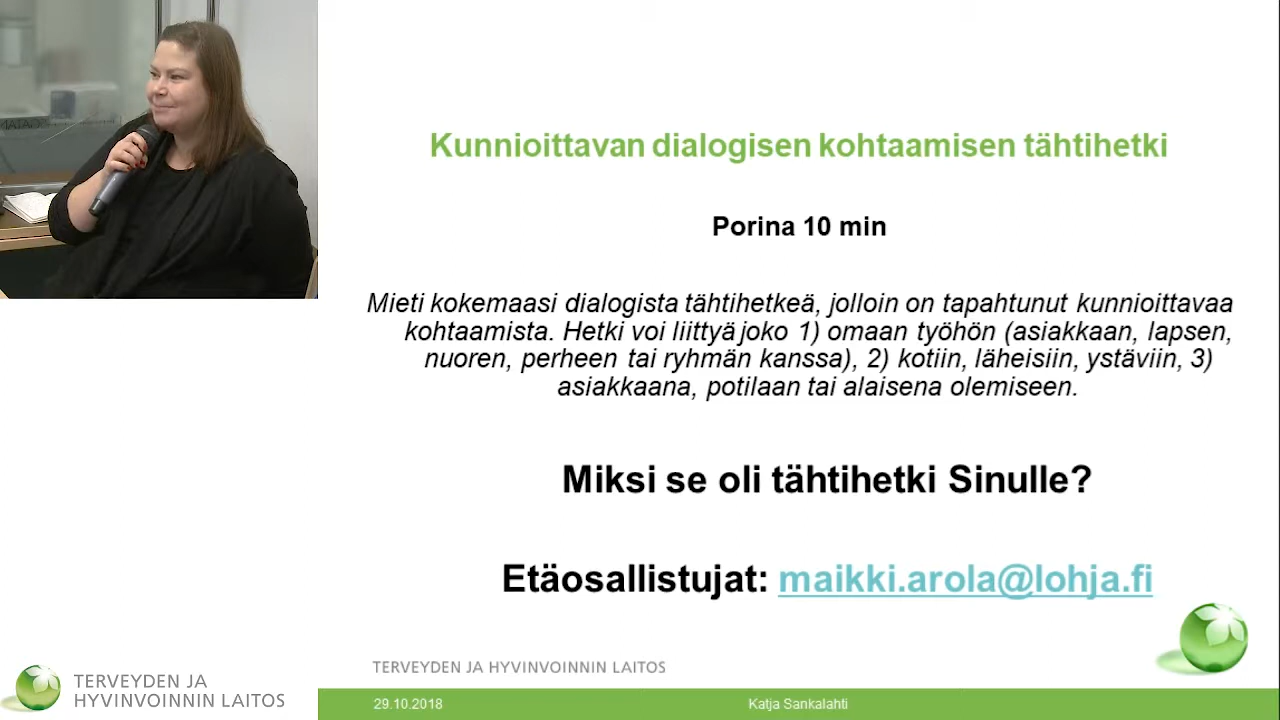 Kunnioittavan dialogisen kohtaamisen tähtihetki
Porina 10 min
Mieti kokemaasi dialogista tähtihetkeä, jolloin on tapahtunut kunnioittavaa
kohtaamista. Hetki voi liittyä joko 1) omaan työhön (asiakkaan, lapsen,
nuoren, perheen tai ryhmän kanssa), 2) kotiin, läheisiin, ystäviin, 3)
asiakkaana, potilaan tai alaisena olemiseen.
Miksi se oli tähtihetki Sinulle?
Etäosallistujat: maikki.arola@lohja.fi
TERVEYDEN JA HYVINVOINNIN LAITOS
29.10.2018 Katja Sankalahti
TERVEYDEN JA
HYVINVOINNIN LAITOS